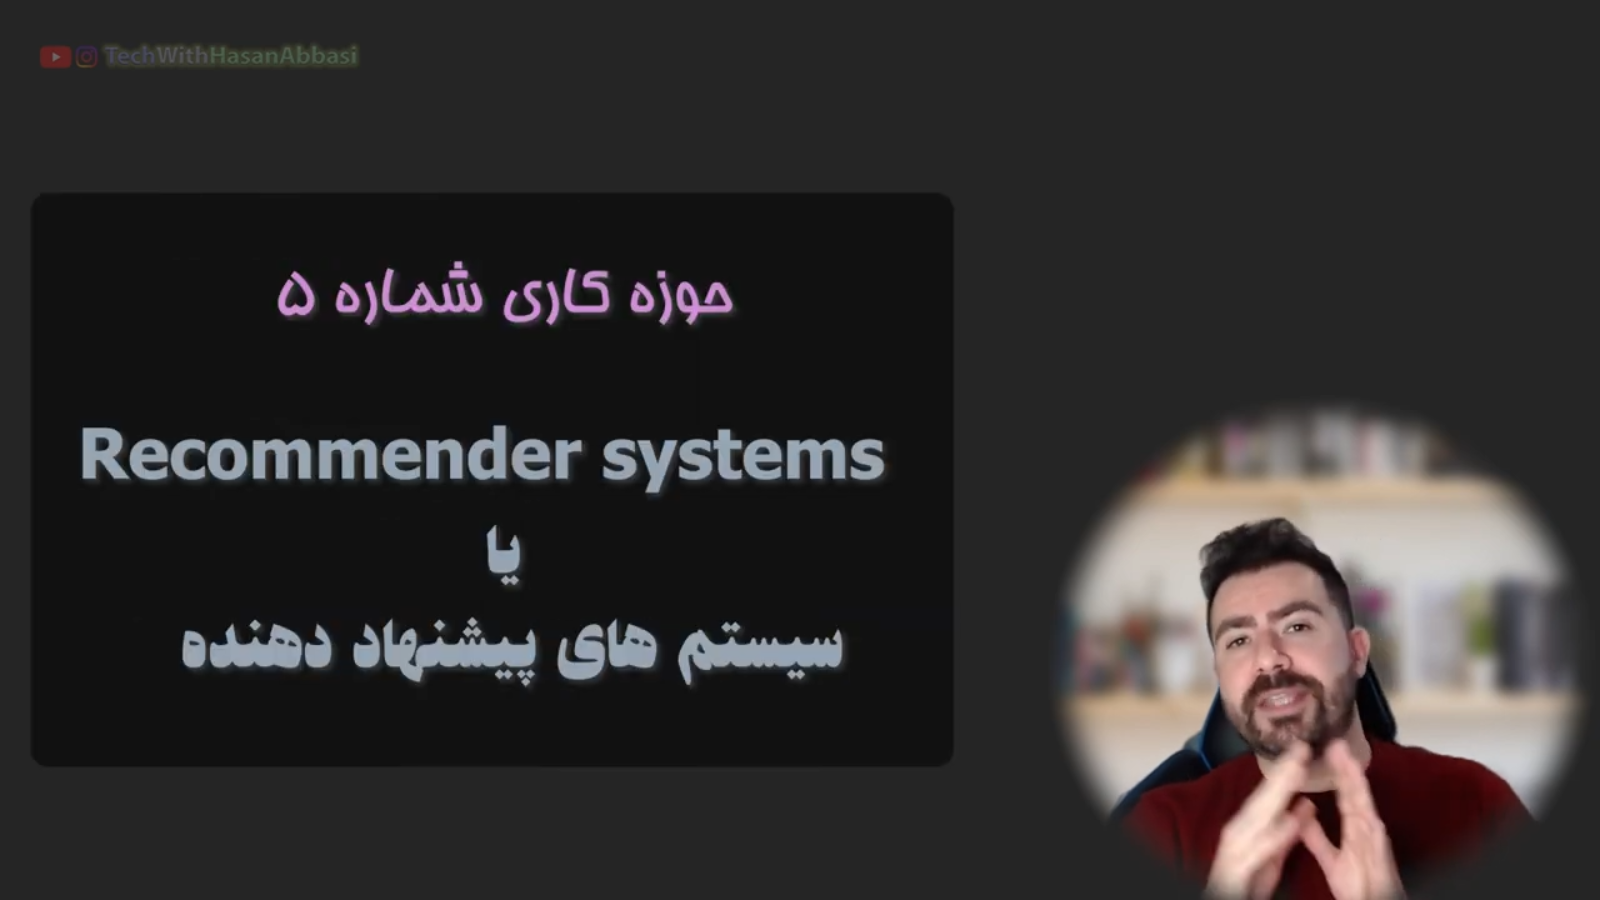 TechWithHasanAbbasi
حوزه کاری شماره ۵
Recommender systems
یا
سیستم های پیشنهاد دهنده